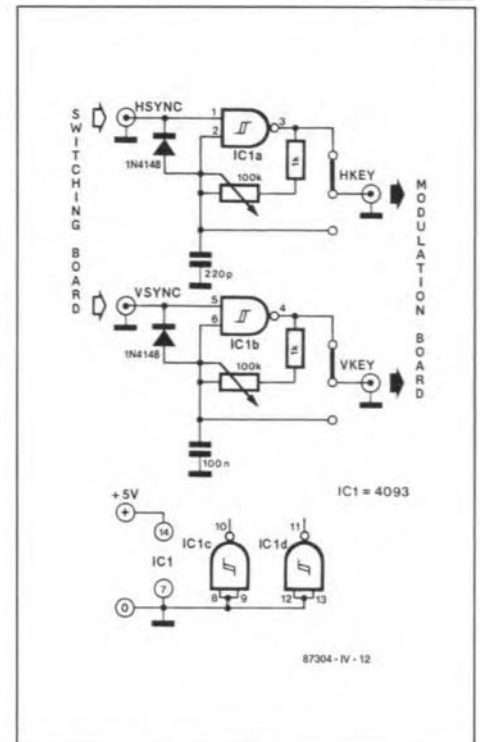 SWITCHING BOARD
MODULATION BOARD
HSYNC
1
2
3
IC1a
1N4148
1k
100k
HKEY
220p
VSYNC
5
6
4
IC1b
1N4148
1k
100k
VKEY
100n
IC1 = 4093
+5V
14
IC1
7
0
10
IC1c
8
9
11
IC1d
12
13
87304 - IV - 12